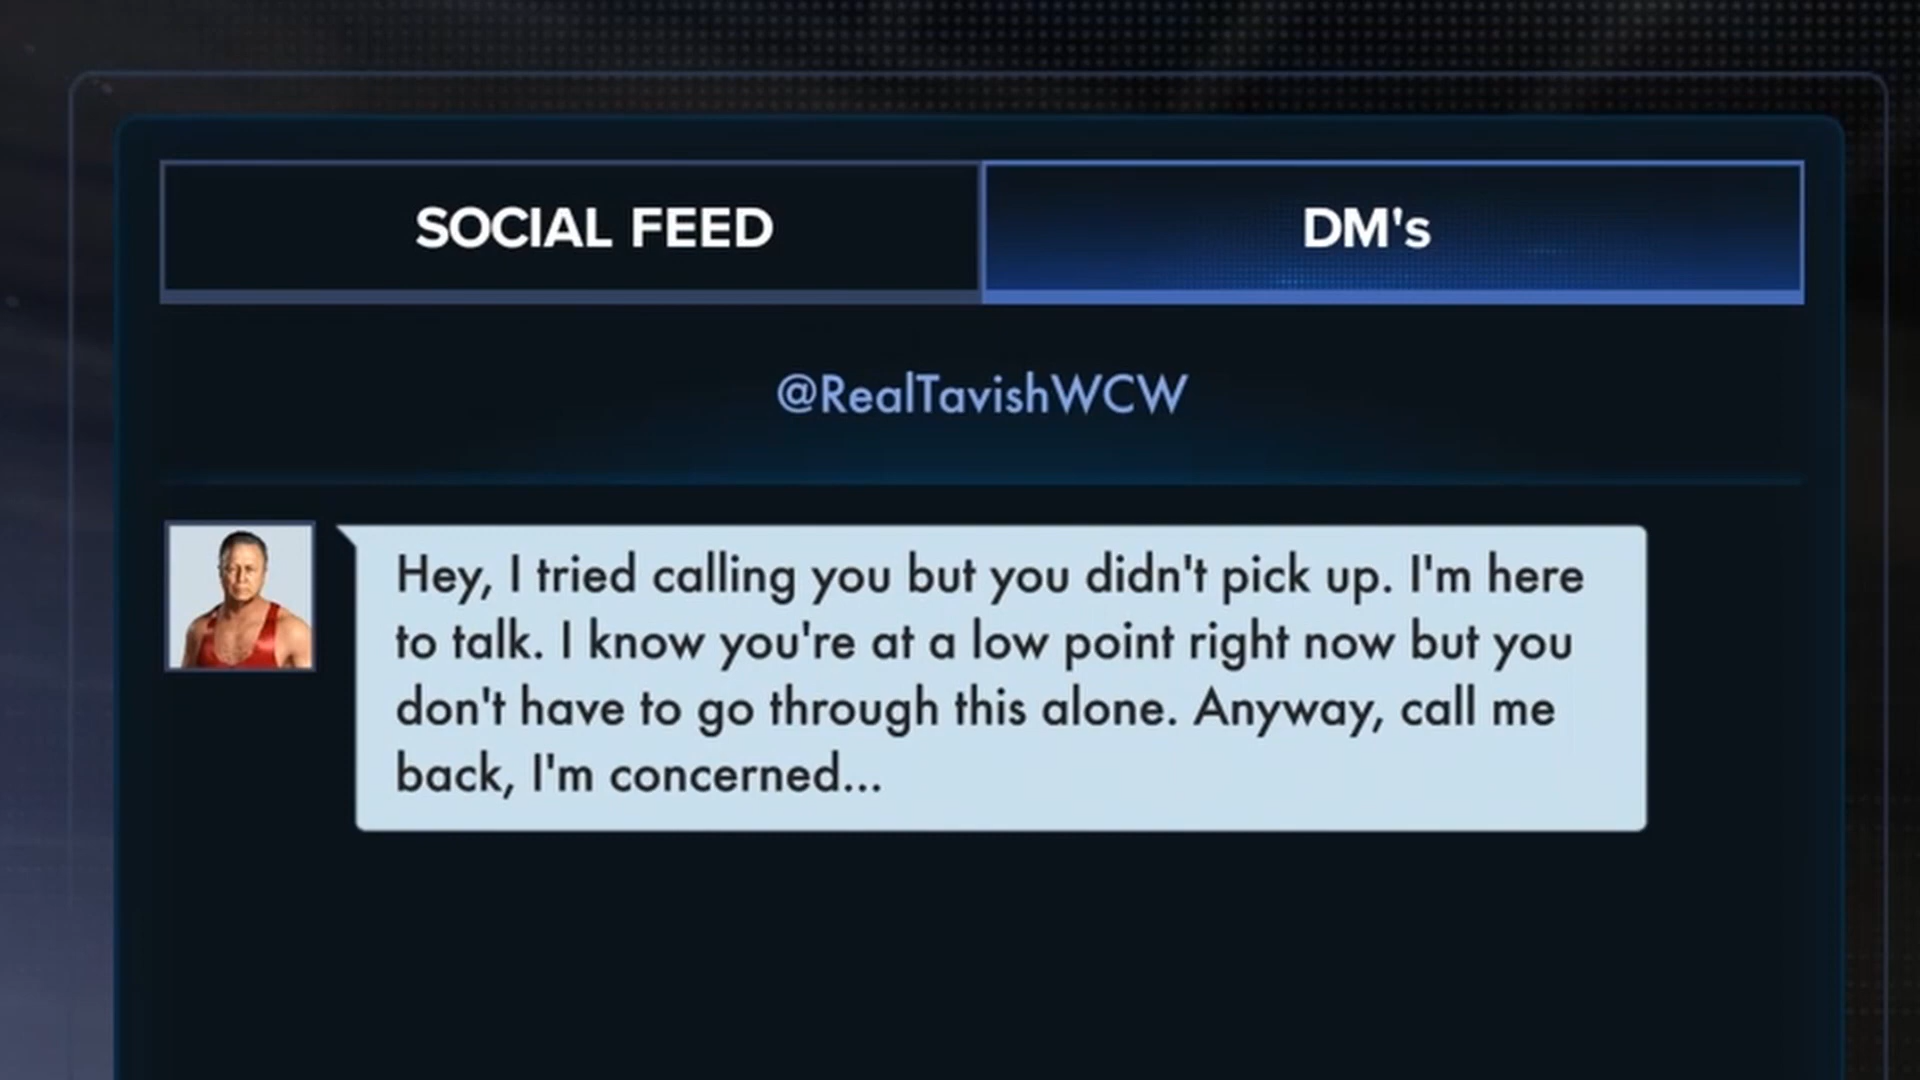 SOCIAL FEED
DM's
@RealTavishWCW
Hey, I tried calling you but you didn't pick up. I'm here
to talk. I know you're at a low point right now but you
don't have to go through this alone. Anyway, call me
back, I'm concerned...